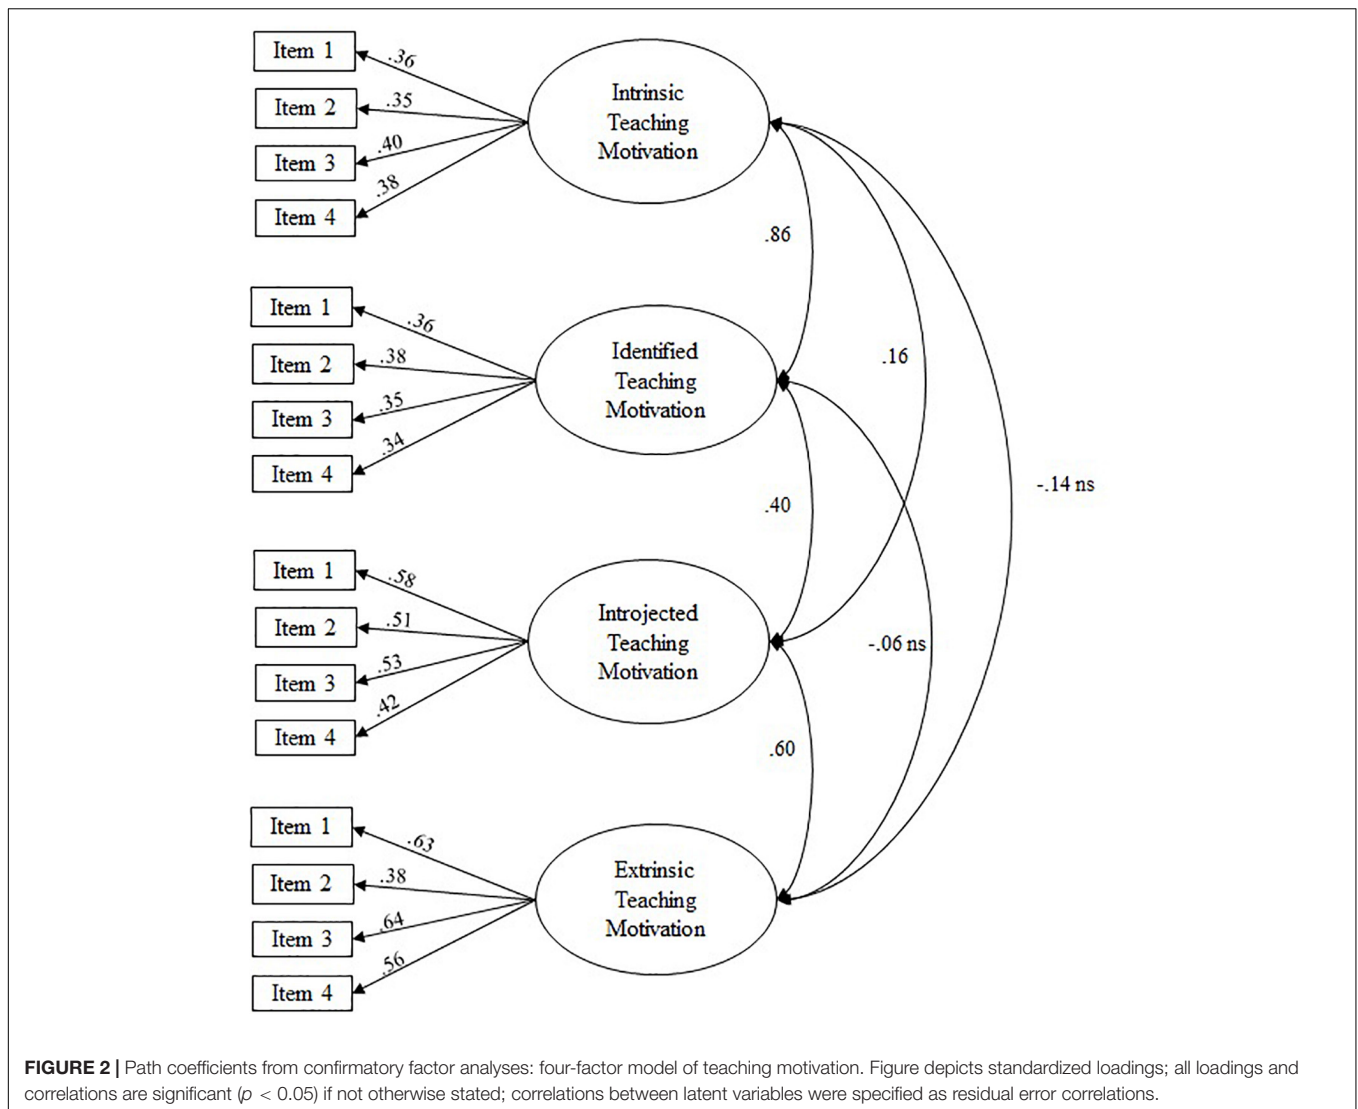 Item 1
.36
Item 2
.35
Item 3
.40
Item 4
.38
Intrinsic
Teaching
Motivation
.86
Item 1
.36
Item 2
.38
Item 3
.35
Item 4
.34
Identified
Teaching
Motivation
.16
-.14 ns
.40
Item 1
.58
Item 2
.51
Item 3
.53
Item 4
.42
Introjected
Teaching
Motivation
-.06 ns
.60
Item 1
.63
Item 2
.38
Item 3
.64
Item 4
.56
Extrinsic
Teaching
Motivation
FIGURE 2 | Path coefficients from confirmatory factor analyses: four-factor model of teaching motivation. Figure depicts standardized loadings; all loadings and
correlations are significant (p < 0.05) if not otherwise stated; correlations between latent variables were specified as residual error correlations.